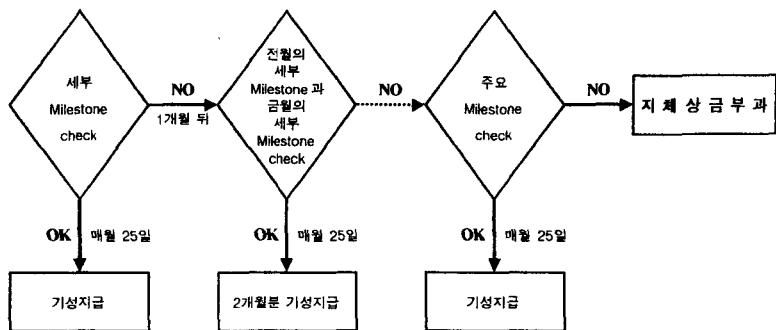 세부
Milestone
check
NO
1개월 뒤
전월의
세부
Milestone 과
금월의
세부
Milestone
check
NO
주요
Milestone
check
NO
지 체 상 금 부 과
OK 매월 25일
OK 매월 25일
OK 매월 25일
기성지급
2개월분 기성지급
기성지급